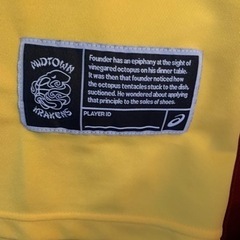 MIDTOWN
KRAKERS
Founder has an epiphany at the sight of
vinegared octopus on his dinner table.
It was then that founder noticed how
the octopus tentacles stuck to the dish,
suctioned. He wondered about applying
that principle to the soles of shoes.
PLAYER ID